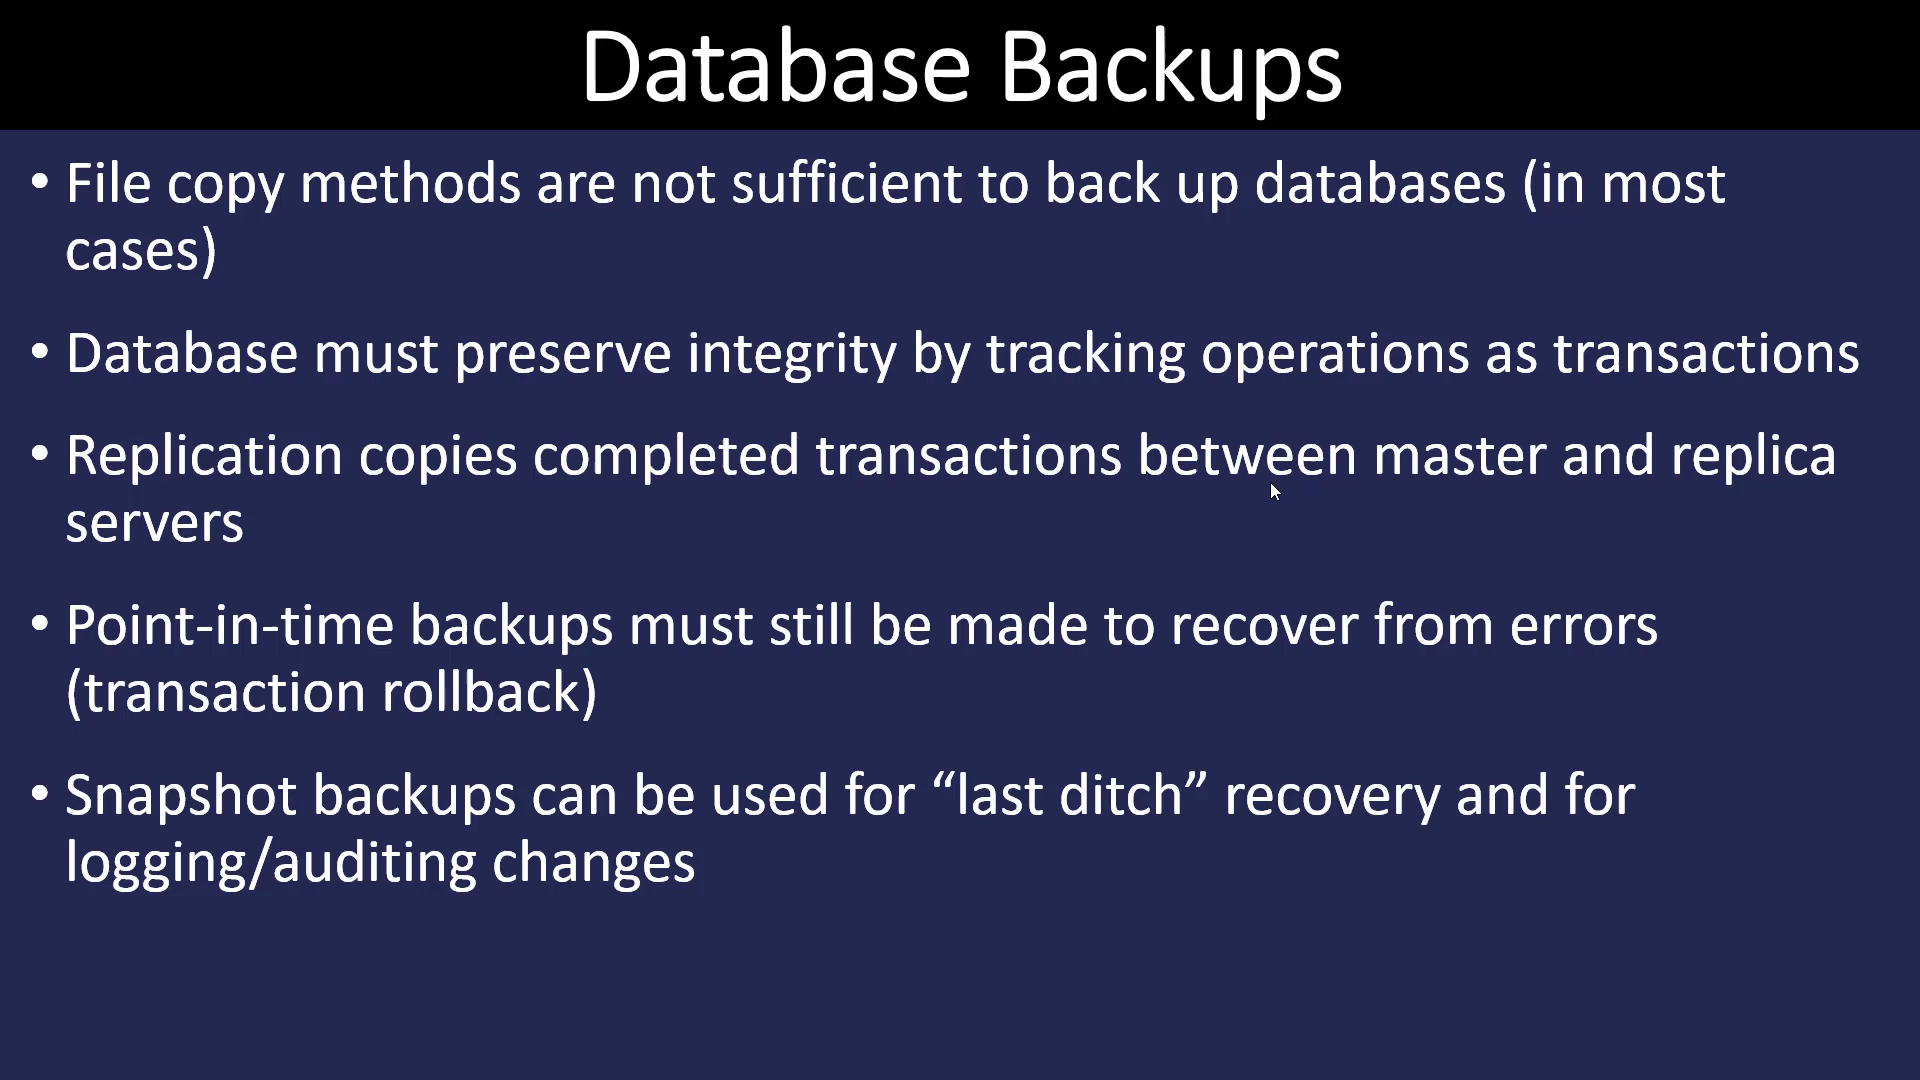 Database Backups
• File copy methods are not sufficient to back up databases (in most
cases)
• Database must preserve integrity by tracking operations as transactions
• Replication copies completed transactions between master and replica
servers
• Point-in-time backups must still be made to recover from errors
(transaction rollback)
• Snapshot backups can be used for “last ditch” recovery and for
logging/auditing changes